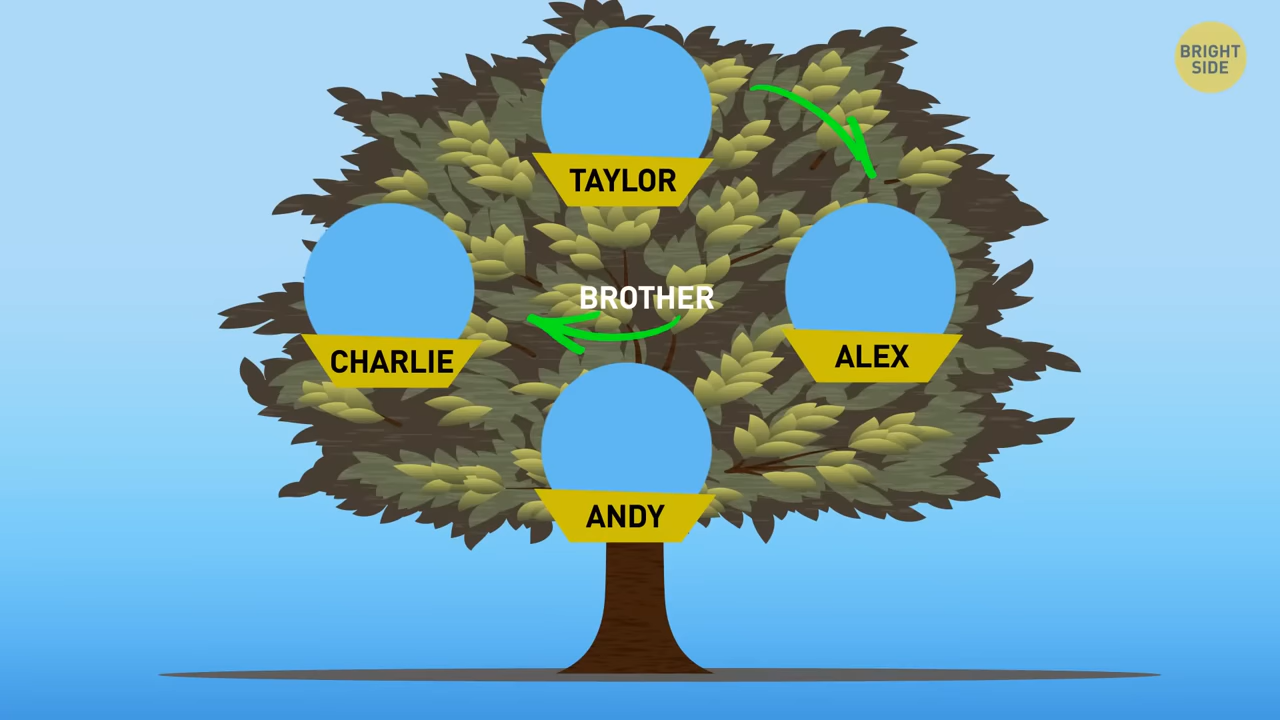 BRIGHT
SIDE
TAYLOR
BROTHER
CHARLIE
ALEX
ANDY